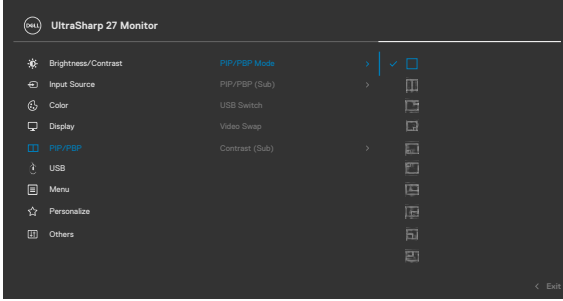 DELL UltraSharp 27 Monitor
Brightness/Contrast
Input Source
Color
Display
PIP/PBP
USB
Menu
Personalize
Others
PIP/PBP Mode
PIP/PBP (Sub)
USB Switch
Video Swap
Contrast (Sub)
Exit